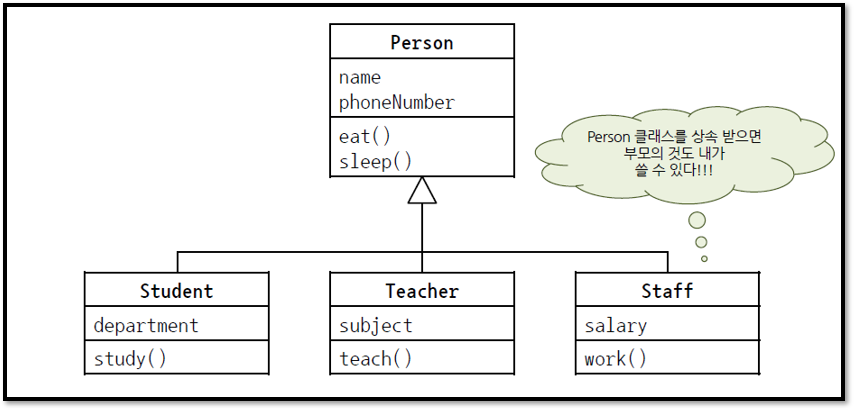 Person
name
phoneNumber
eat()
sleep()
Person 클래스를 상속 받으면
부모의 것도 내가
쓸 수 있다!!!
Student
department
study()
Teacher
subject
teach()
Staff
salary
work()